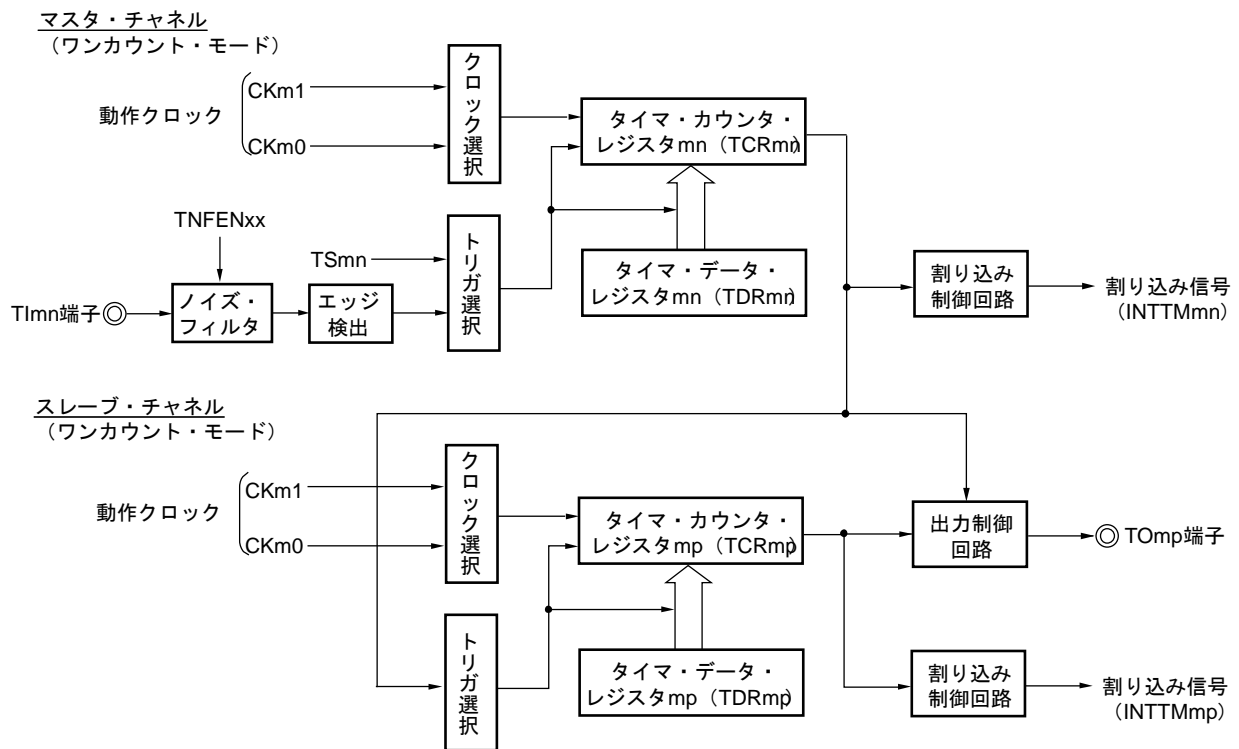 マスタ・チャネル
（ワンカウント・モード）
動作クロック
CKm1
CKm0
クロック選択
タイマ・カウンタ・
レジスタmn（TCRmn）
TNFENxx
TSmn
トリガ選択
タイマ・データ・
レジスタmn（TDRmn）
割り込み
制御回路
割り込み信号
（INTTMmn）
TImn端子
ノイズ・
フィルタ
エッジ
検出
スレーブ・チャネル
（ワンカウント・モード）
動作クロック
CKm1
CKm0
クロック選択
タイマ・カウンタ・
レジスタmp（TCRmp）
出力制御
回路
TOmp端子
トリガ選択
タイマ・データ・
レジスタmp（TDRmp）
割り込み
制御回路
割り込み信号
（INTTMmp）